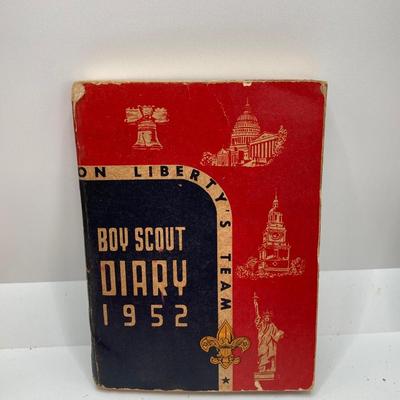 ON LIBERTY'S TEAM
BOY SCOUT
DIARY
1952